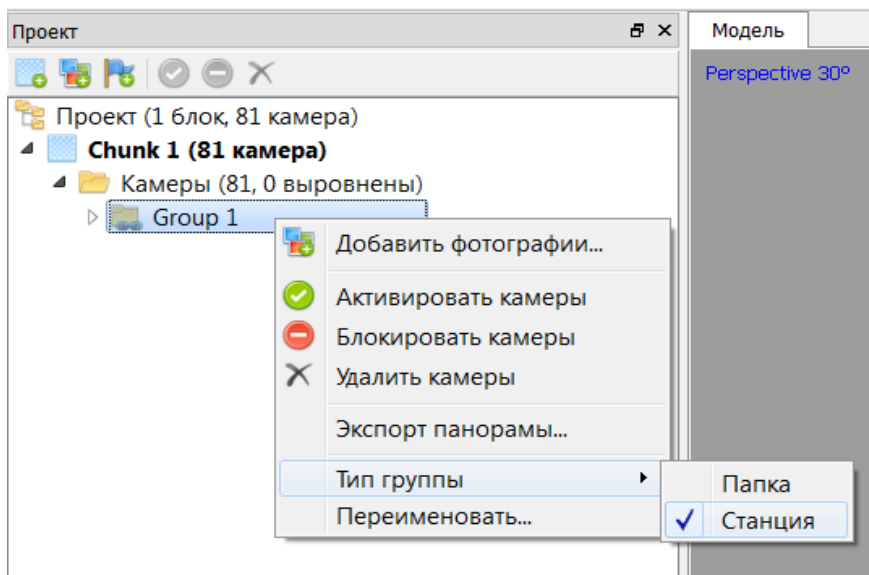 Проект
Модель
Perspective 30º
Проект (1 блок, 81 камера)
Chunk 1 (81 камера)
Камеры (81, 0 выровнены)
Group 1
Добавить фотографии...
Активировать камеры
Блокировать камеры
Удалить камеры
Экспорт панорамы...
Тип группы
Папка
Переименовать...
Станция